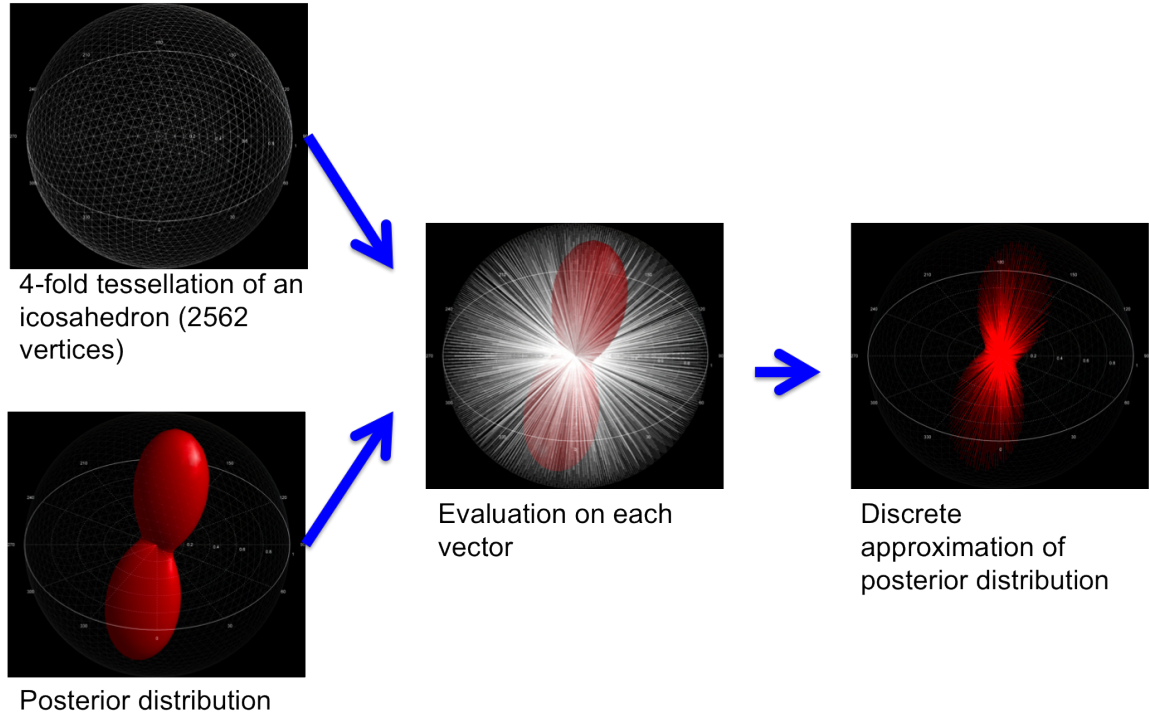 4-fold tessellation of an
icosahedron (2562
vertices)
Evaluation on each
vector
Discrete
approximation of
posterior distribution
Posterior distribution